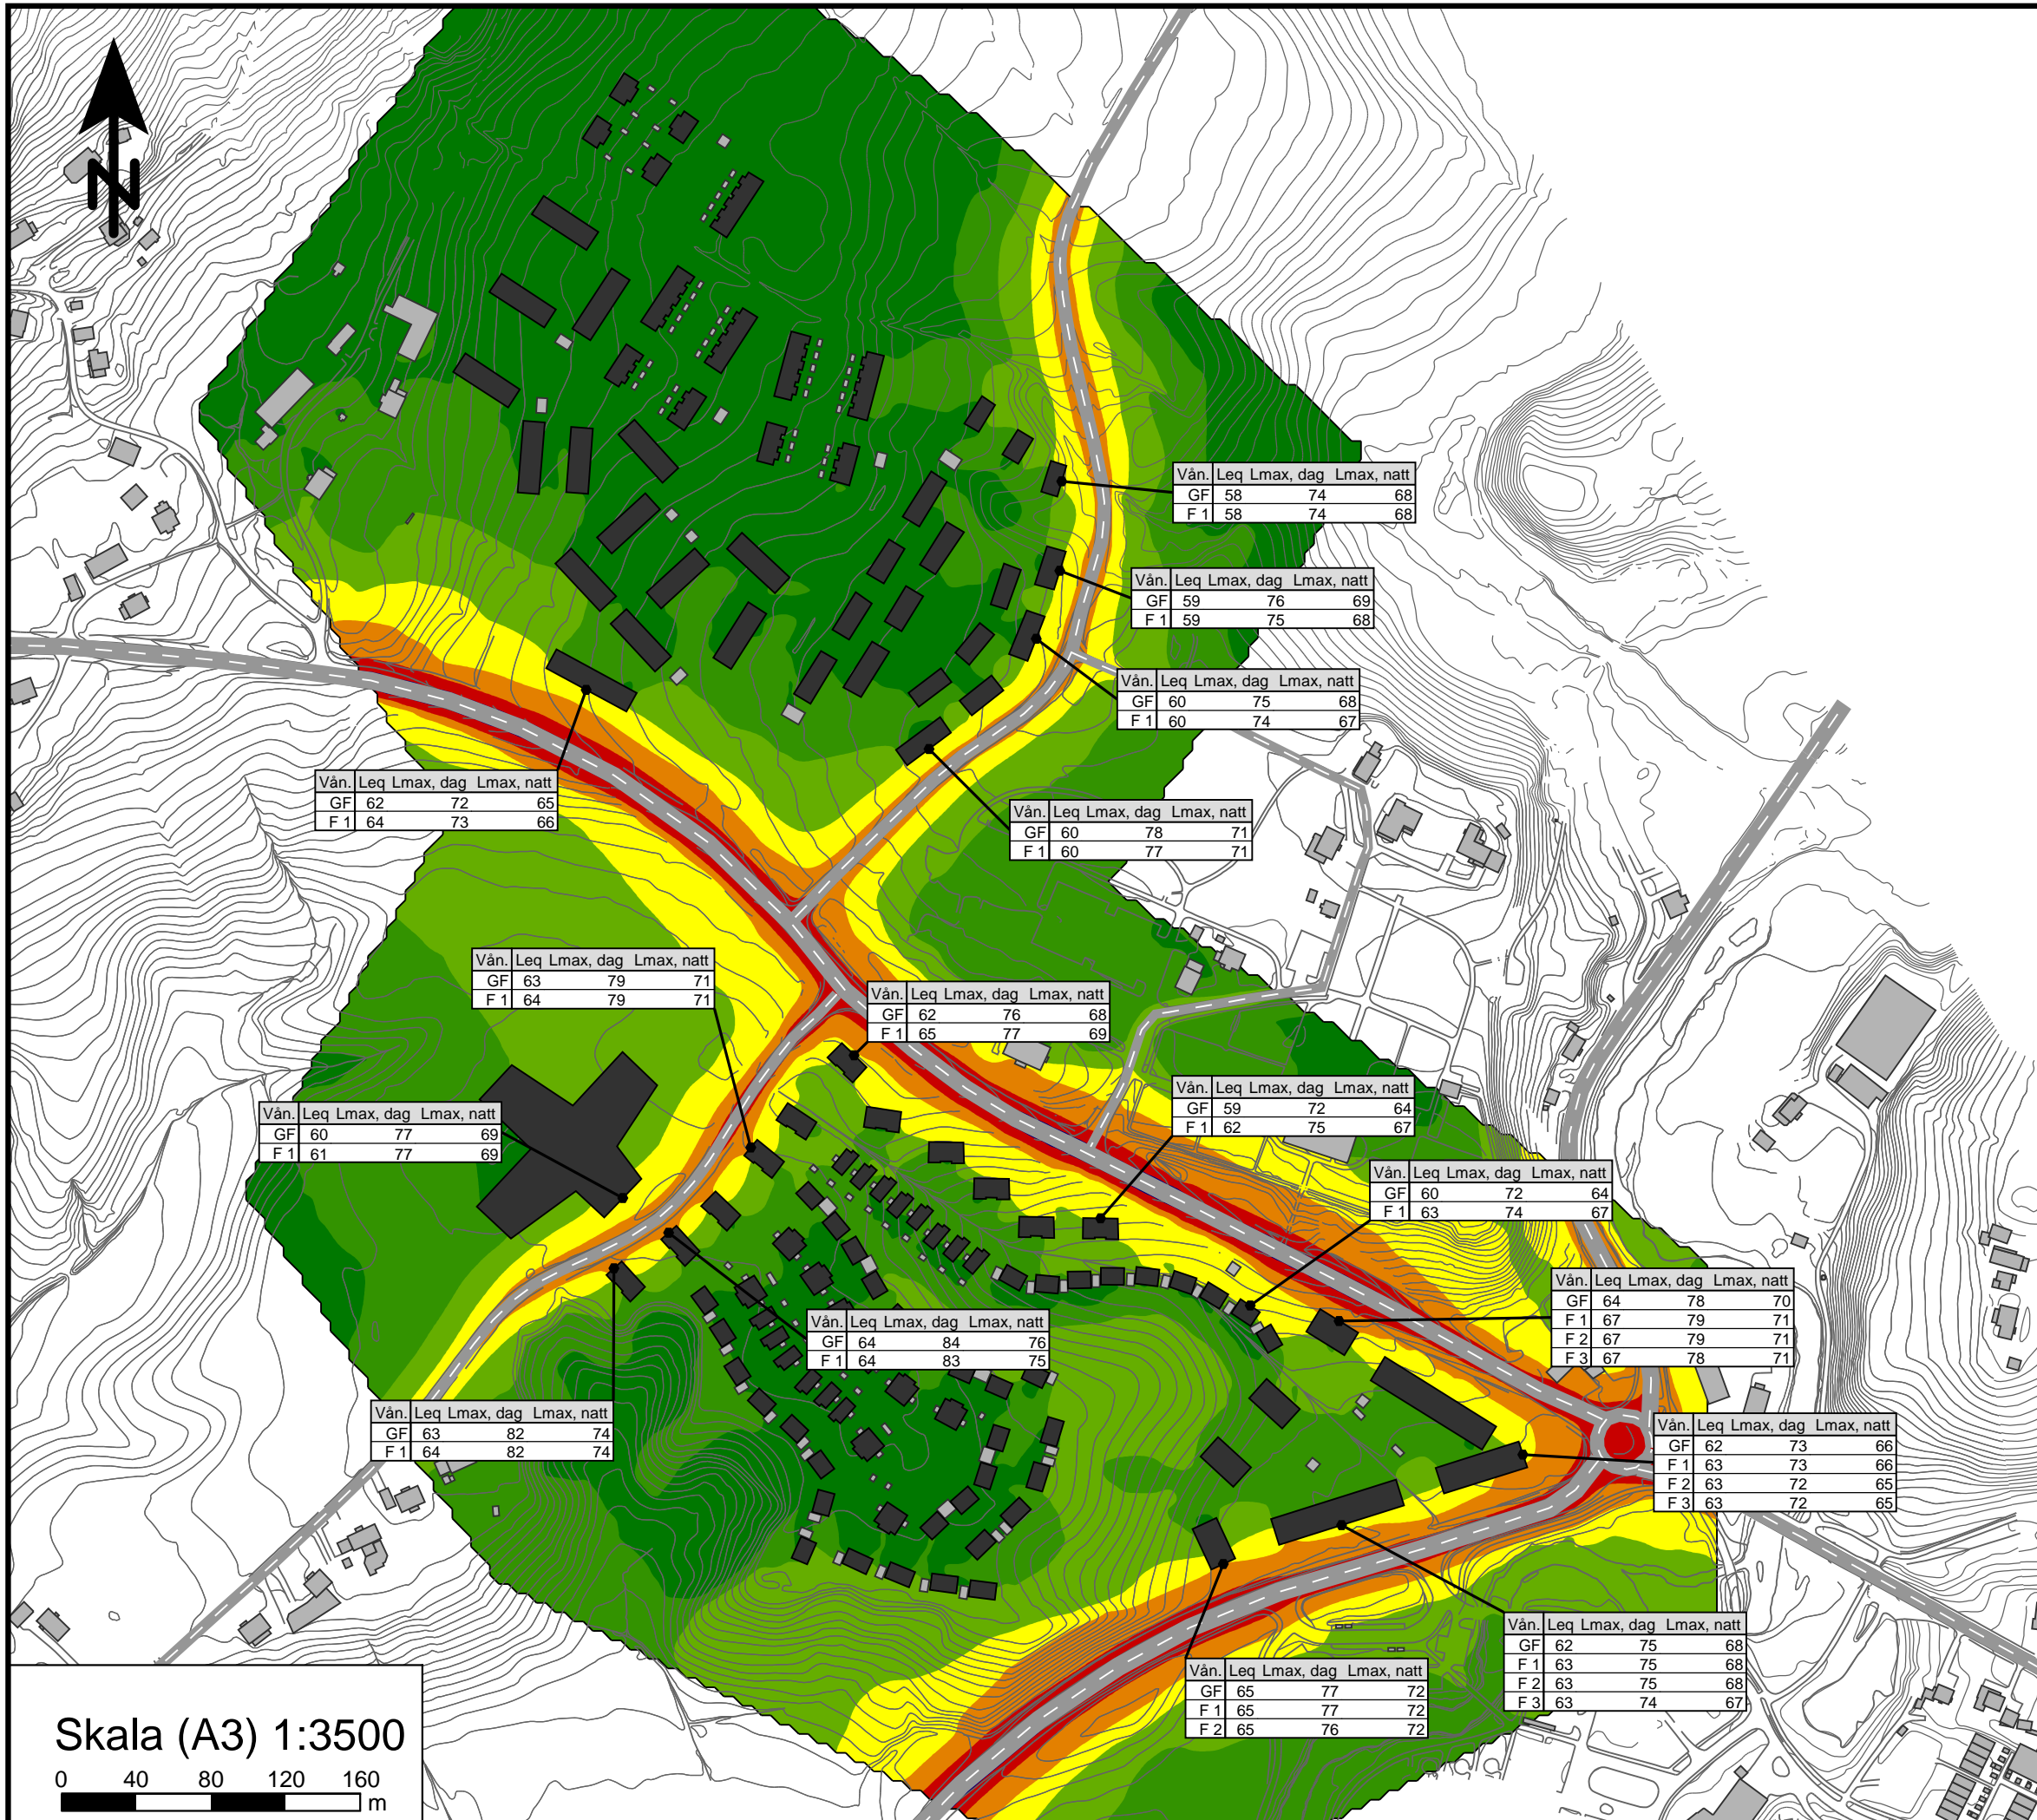 N
Vån. Leq Lmax, dag Lmax, natt
GF 58 74 68
F 1 58 74 68
Vån. Leq Lmax, dag Lmax, natt
GF 59 76 69
F 1 59 75 68
Vån. Leq Lmax, dag Lmax, natt
GF 60 75 68
F 1 60 74 67
Vån. Leq Lmax, dag Lmax, natt
GF 62 72 65
F 1 64 73 66
Vån. Leq Lmax, dag Lmax, natt
GF 60 78 71
F 1 60 77 71
Vån. Leq Lmax, dag Lmax, natt
GF 63 79 71
F 1 64 79 71
Vån. Leq Lmax, dag Lmax, natt
GF 62 76 68
F 1 65 77 69
Vån. Leq Lmax, dag Lmax, natt
GF 59 72 64
F 1 62 75 67
Vån. Leq Lmax, dag Lmax, natt
GF 60 77 69
F 1 61 77 69
Vån. Leq Lmax, dag Lmax, natt
GF 60 72 64
F 1 63 74 67
Vån. Leq Lmax, dag Lmax, natt
GF 64 78 70
F 1 67 79 71
F 2 67 79 71
F 3 67 78 71
Vån. Leq Lmax, dag Lmax, natt
GF 64 84 76
F 1 64 83 75
Vån. Leq Lmax, dag Lmax, natt
GF 63 82 74
F 1 64 82 74
Vån. Leq Lmax, dag Lmax, natt
GF 62 73 66
F 1 63 73 66
F 2 63 72 65
F 3 63 72 65
Vån. Leq Lmax, dag Lmax, natt
GF 62 75 68
F 1 63 75 68
F 2 63 75 68
F 3 63 74 67
Vån. Leq Lmax, dag Lmax, natt
GF 65 77 72
F 1 65 77 72
F 2 65 76 72
Skala (A3) 1:3500
0 40 80 120 160
m